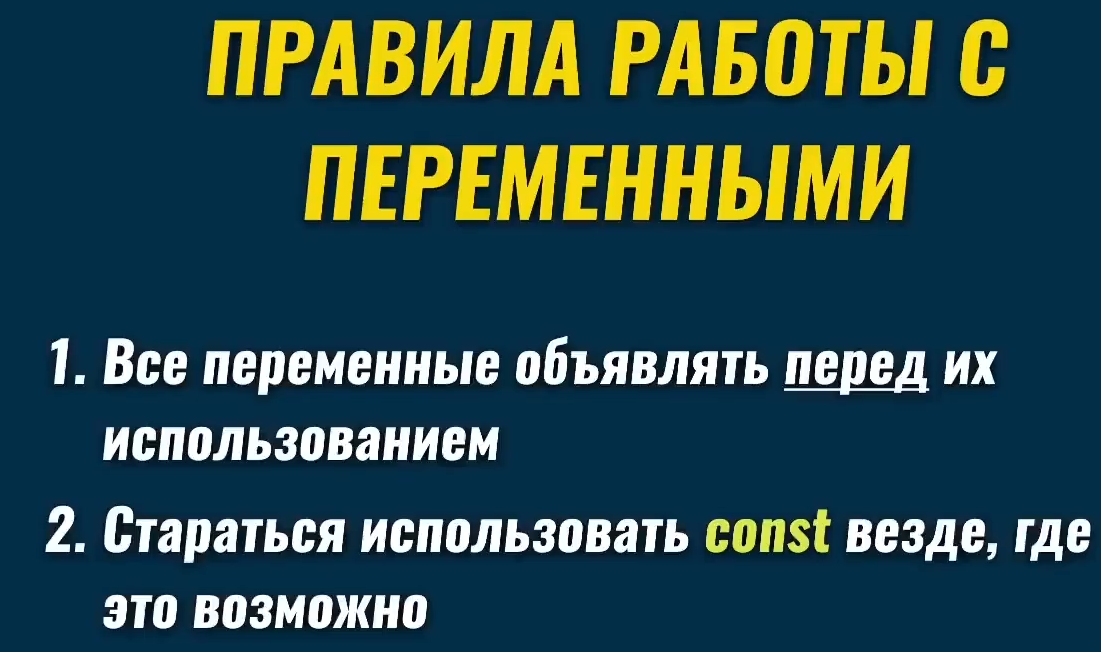 ПРАВИЛА РАБОТЫ С
ПЕРЕМЕННЫМИ
1. Все переменные объявлять перед их
использованием
2. Стараться использовать const везде, где
это возможно